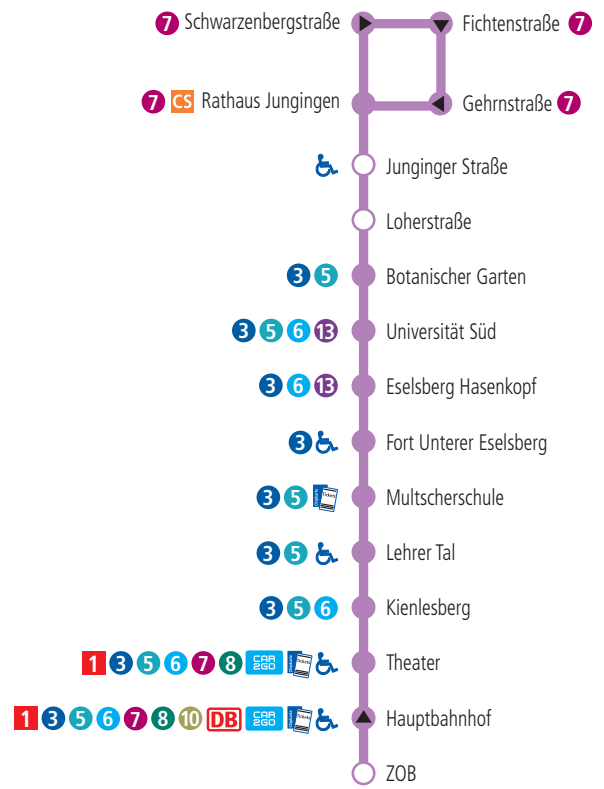 7 Schwarzenbergstraße Fichtenstraße 7
7 CS Rathaus Jungingen Gehrnstraße 7
Junginger Straße
Loherstraße
3 5 Botanischer Garten
3 5 6 13 Universität Süd
3 6 13 Eselsberg Hasenkopf
3 Fort Unterer Eselsberg
3 5 Tickets Multscherschule
3 5 Lehrer Tal
3 5 6 Kienlesberg
1 3 5 6 7 8 CAR2GO Tickets Theater
1 3 5 6 7 8 10 DB CAR2GO Tickets Hauptbahnhof
ZOB